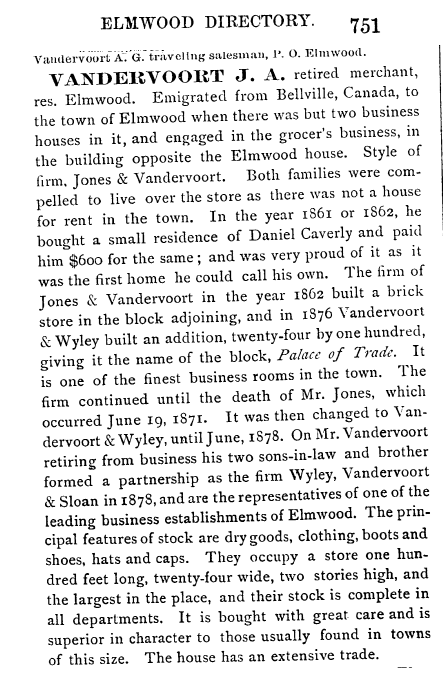 ELMWOOD DIRECTORY. 751
Vandervoort A. G. traveling salesman, P. O. Elmwood.
VANDERVOORT J. A. retired merchant,
res. Elmwood. Emigrated from Bellville, Canada, to
the town of Elmwood when there was but two business
houses in it, and engaged in the grocer's business, in
the building opposite the Elmwood house. Style of
firm, Jones & Vandervoort. Both families were com-
pelled to live over the store as there was not a house
for rent in the town. In the year 1861 or 1862, he
bought a small residence of Daniel Caverly and paid
him $600 for the same; and was very proud of it as it
was the first home he could call his own. The firm of
Jones & Vandervoort in the year 1862 built a brick
store in the block adjoining, and in 1876 Vandervoort
& Wyley built an addition, twenty-four by one hundred,
giving it the name of the block, Palace of Trade. It
is one of the finest business rooms in the town. The
firm continued until the death of Mr. Jones, which
occurred June 19, 1871. It was then changed to Van-
dervoort & Wyley, until June, 1878. On Mr. Vandervoort
retiring from business his two sons-in-law and brother
formed a partnership as the firm Wyley, Vandervoort
& Sloan in 1878, and are the representatives of one of the
leading business establishments of Elmwood. The prin-
cipal features of stock are dry goods, clothing, boots and
shoes, hats and caps. They occupy a store one hun-
dred feet long, twenty-four wide, two stories high, and
the largest in the place, and their stock is complete in
all departments. It is bought with great care and is
superior in character to those usually found in towns
of this size. The house has an extensive trade.